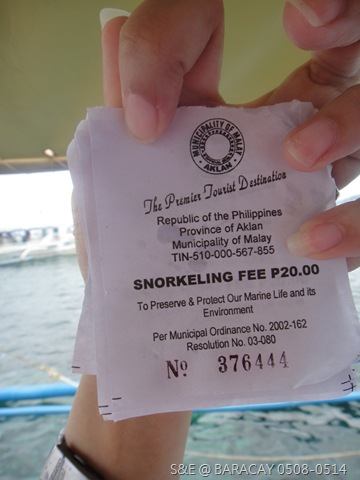 MUNICIPALITY OF MALAY
AKLAN
The Premier Tourist Destination
Republic of the Philippines
Province of Aklan
Municipality of Malay
TIN-510-000-567-855
SNORKELING FEE P20.00
To Preserve & Protect Our Marine Life and its
Environment
Per Municipal Ordinance No. 2002-162
Resolution No. 03-080
No 376444
S&E @ BARACAY 0508-0514